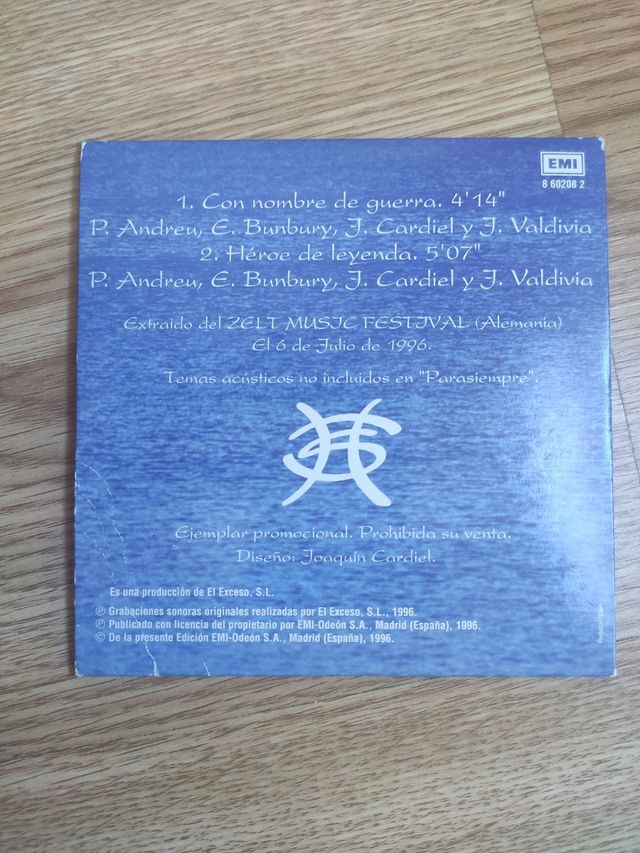 EMI
8 60208 2
1. Con nombre de guerra. 4'14"
P. Andreu, E. Bunbury, J. Cardiel y J. Valdivia
2. Héroe de leyenda. 5'07"
P. Andreu, E. Bunbury, J. Cardiel y J. Valdivia
Extraido del ZELT MUSIC FESTIVAL (Alemania)
El 6 de Julio de 1996.
Temas acústicos no incluidos en "Parasiempre".
Ejemplar promocional. Prohibida su venta.
Diseño: Joaquín Cardiel.
Es una producción de El Exceso, S.L.
℗ Grabaciones sonoras originales realizadas por El Exceso, S.L., 1996.
℗ Publicado con licencia del propietario por EMI-Odeón S.A., Madrid (España), 1996.
© De la presente Edición EMI-Odeón S.A., Madrid (España), 1996.